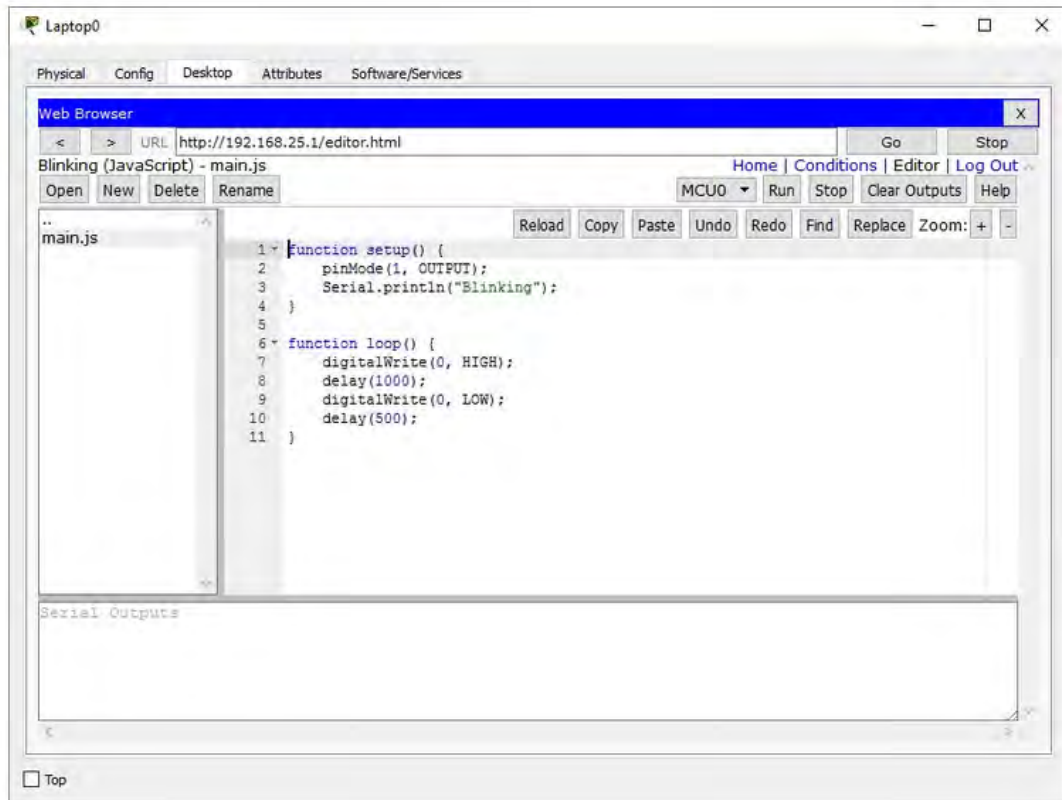 Laptop0
Physical Config Desktop Attributes Software/Services
Web Browser X
< > URL http://192.168.25.1/editor.html Go Stop
Blinking (JavaScript) - main.js Home | Conditions | Editor | Log Out
Open New Delete Rename MCU0 Run Stop Clear Outputs Help
Reload Copy Paste Undo Redo Find Replace Zoom: + -
..
main.js
1 function setup() {
2 pinMode(1, OUTPUT);
3 Serial.println("Blinking");
4 }
5
6 function loop() {
7 digitalWrite(0, HIGH);
8 delay(1000);
9 digitalWrite(0, LOW);
10 delay(500);
11 }
Serial Outputs
Top